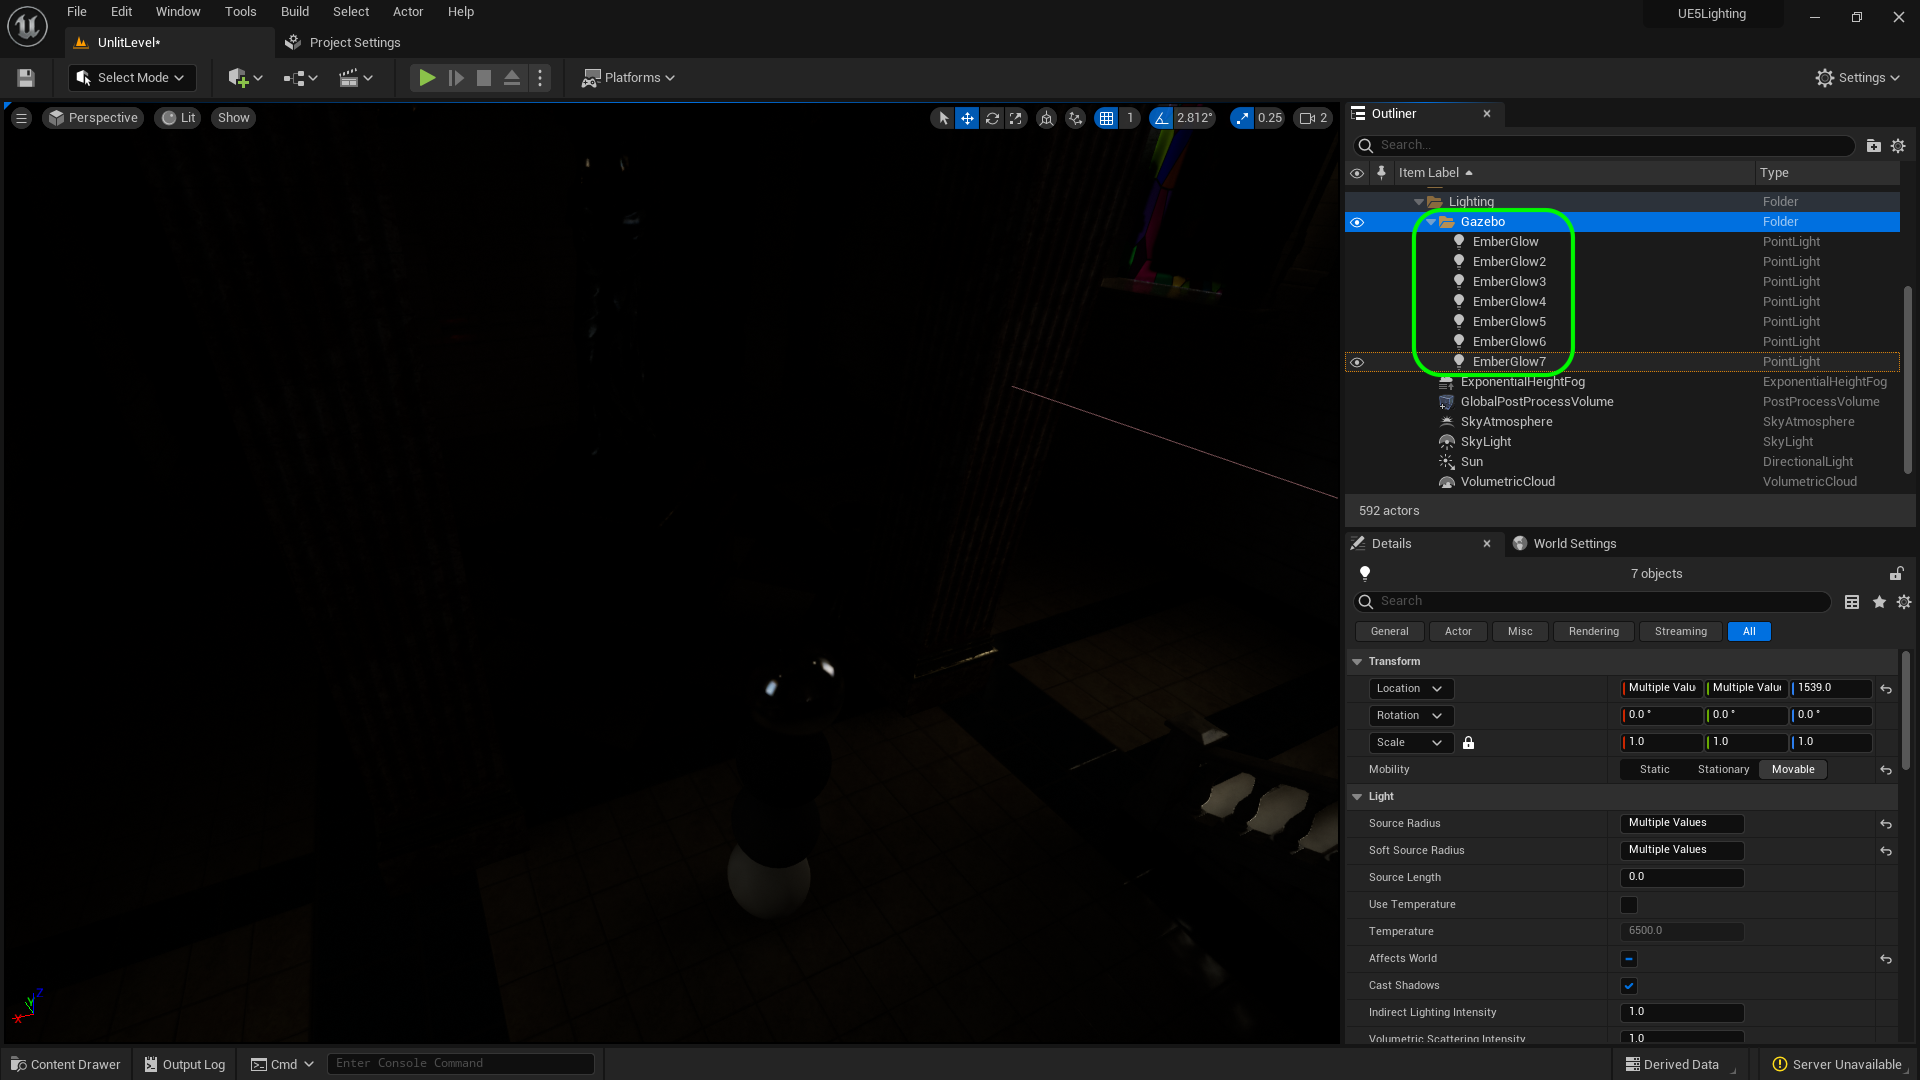 File Edit Window Tools Build Select Actor Help
UE5Lighting
UnlitLevel*
Project Settings
Select Mode
Platforms
Settings
Perspective
Lit
Show
1
2.812°
0.25
2
Outliner
Search...
Item Label
Type
Lighting Folder
Gazebo Folder
EmberGlow PointLight
EmberGlow2 PointLight
EmberGlow3 PointLight
EmberGlow4 PointLight
EmberGlow5 PointLight
EmberGlow6 PointLight
EmberGlow7 PointLight
ExponentialHeightFog ExponentialHeightFog
GlobalPostProcessVolume PostProcessVolume
SkyAtmosphere SkyAtmosphere
SkyLight SkyLight
Sun DirectionalLight
VolumetricCloud VolumetricCloud
592 actors
Details
World Settings
7 objects
Search
General Actor Misc Rendering Streaming All
Transform
Location Multiple Valu Multiple Value 1539.0
Rotation 0.0 ° 0.0 ° 0.0 °
Scale 1.0 1.0 1.0
Mobility Static Stationary Movable
Light
Source Radius Multiple Values
Soft Source Radius Multiple Values
Source Length 0.0
Use Temperature
Temperature 6500.0
Affects World
Cast Shadows
Indirect Lighting Intensity 1.0
Volumetric Scattering Intensity 1.0
X Y Z
Content Drawer
Output Log
Cmd
Enter Console Command
Derived Data
Server Unavailable